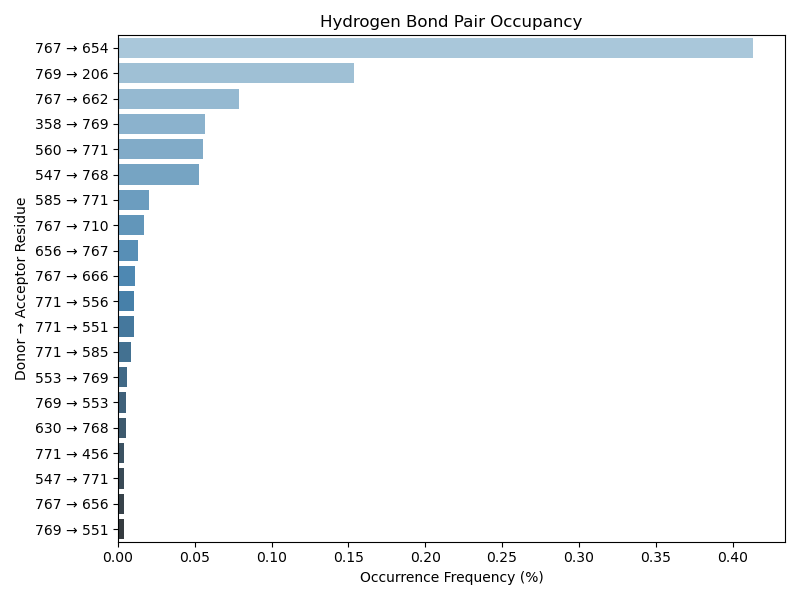 Hydrogen Bond Pair Occupancy
Donor → Acceptor Residue
767 → 654
769 → 206
767 → 662
358 → 769
560 → 771
547 → 768
585 → 771
767 → 710
656 → 767
767 → 666
771 → 556
771 → 551
771 → 585
553 → 769
769 → 553
630 → 768
771 → 456
547 → 771
767 → 656
769 → 551
0.00 0.05 0.10 0.15 0.20 0.25 0.30 0.35 0.40
Occurrence Frequency (%)